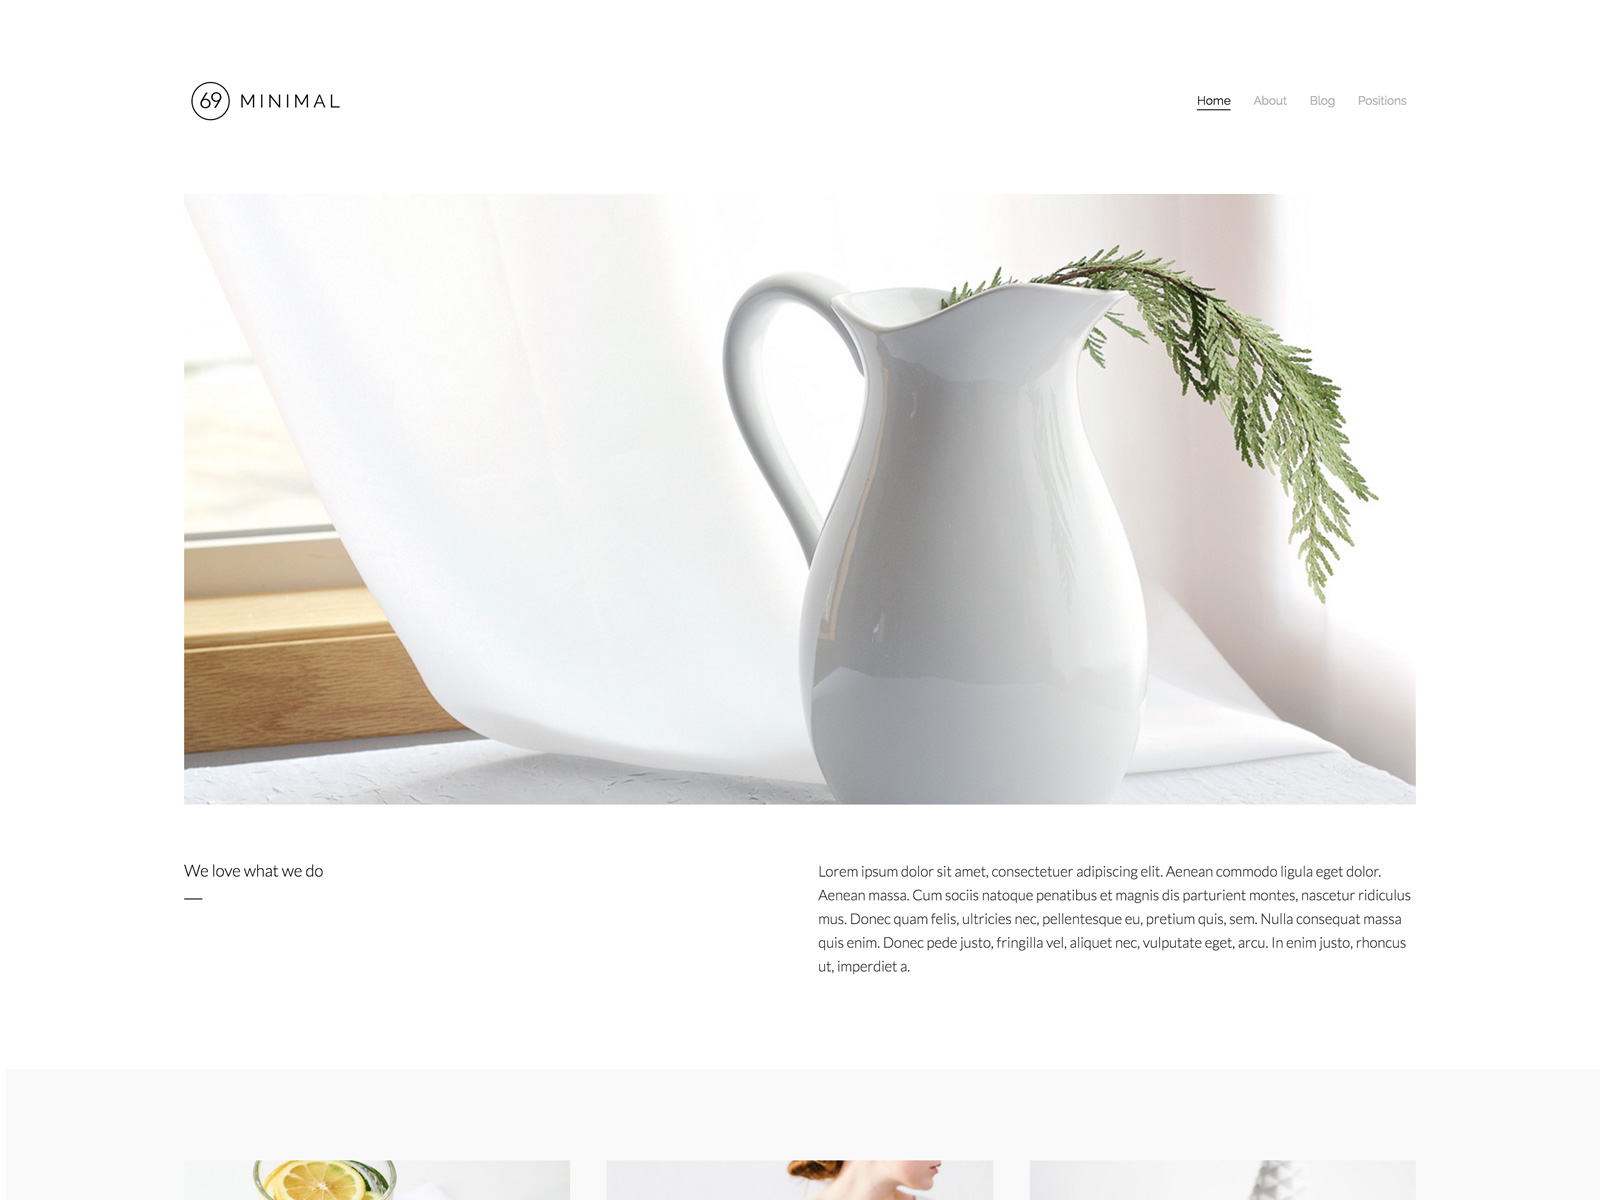 69 MINIMAL
Home About Blog Positions
We love what we do
Lorem ipsum dolor sit amet, consectetuer adipiscing elit. Aenean commodo ligula eget dolor.
Aenean massa. Cum sociis natoque penatibus et magnis dis parturient montes, nascetur ridiculus
mus. Donec quam felis, ultricies nec, pellentesque eu, pretium quis, sem. Nulla consequat massa
quis enim. Donec pede justo, fringilla vel, aliquet nec, vulputate eget, arcu. In enim justo, rhoncus
ut, imperdiet a.